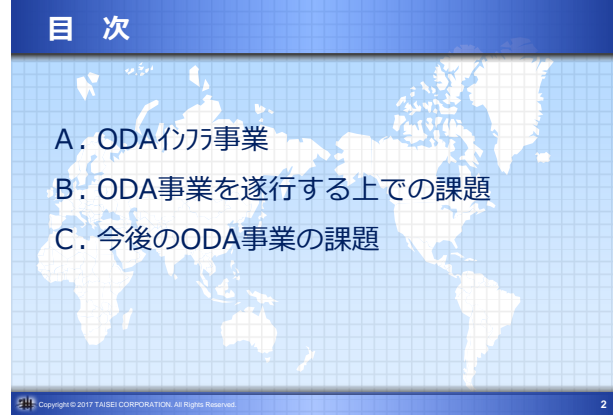 目 次
A. ODAｲﾝﾌﾗ事業
B. ODA事業を遂行する上での課題
C. 今後のODA事業の課題
Copyright © 2017 TAISEI CORPORATION. All Rights Reserved.
2